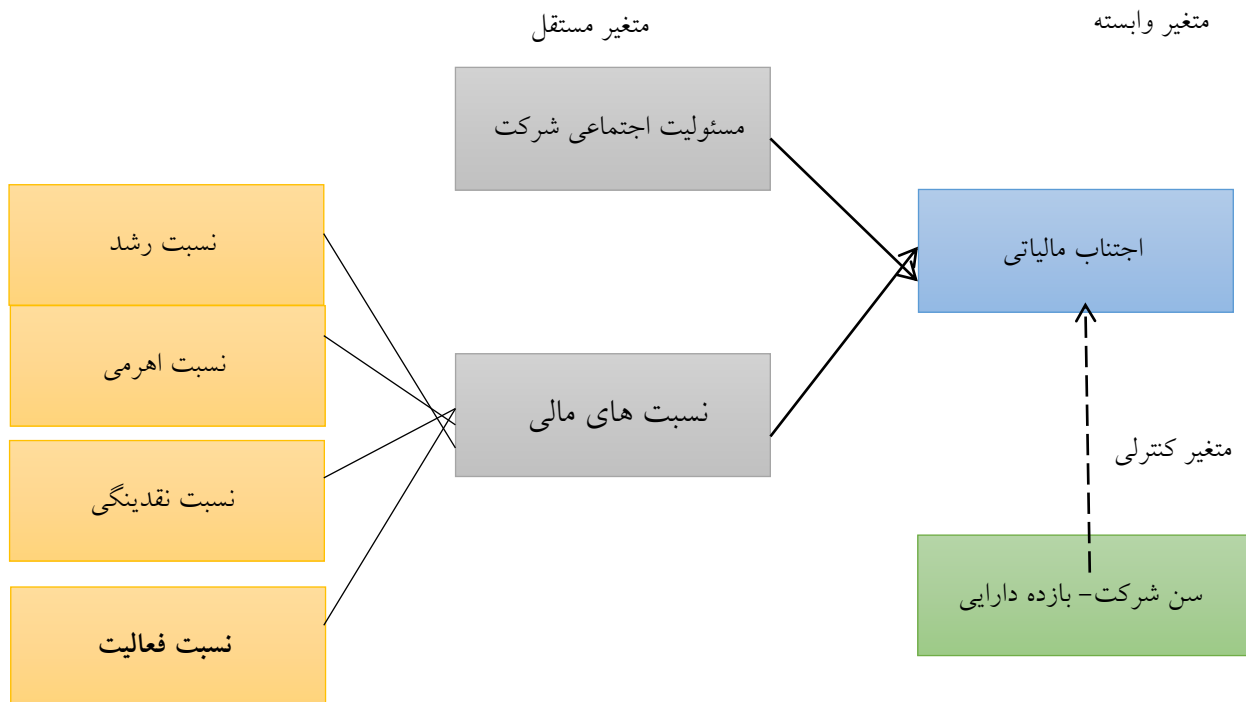 متغیر وابسته
متغیر مستقل
مسئولیت اجتماعی شرکت
اجتناب مالیاتی
نسبت رشد
نسبت اهرمی
نسبت های مالی
متغیر کنترلی
نسبت نقدینگی
سن شرکت- بازده دارایی
نسبت فعالیت